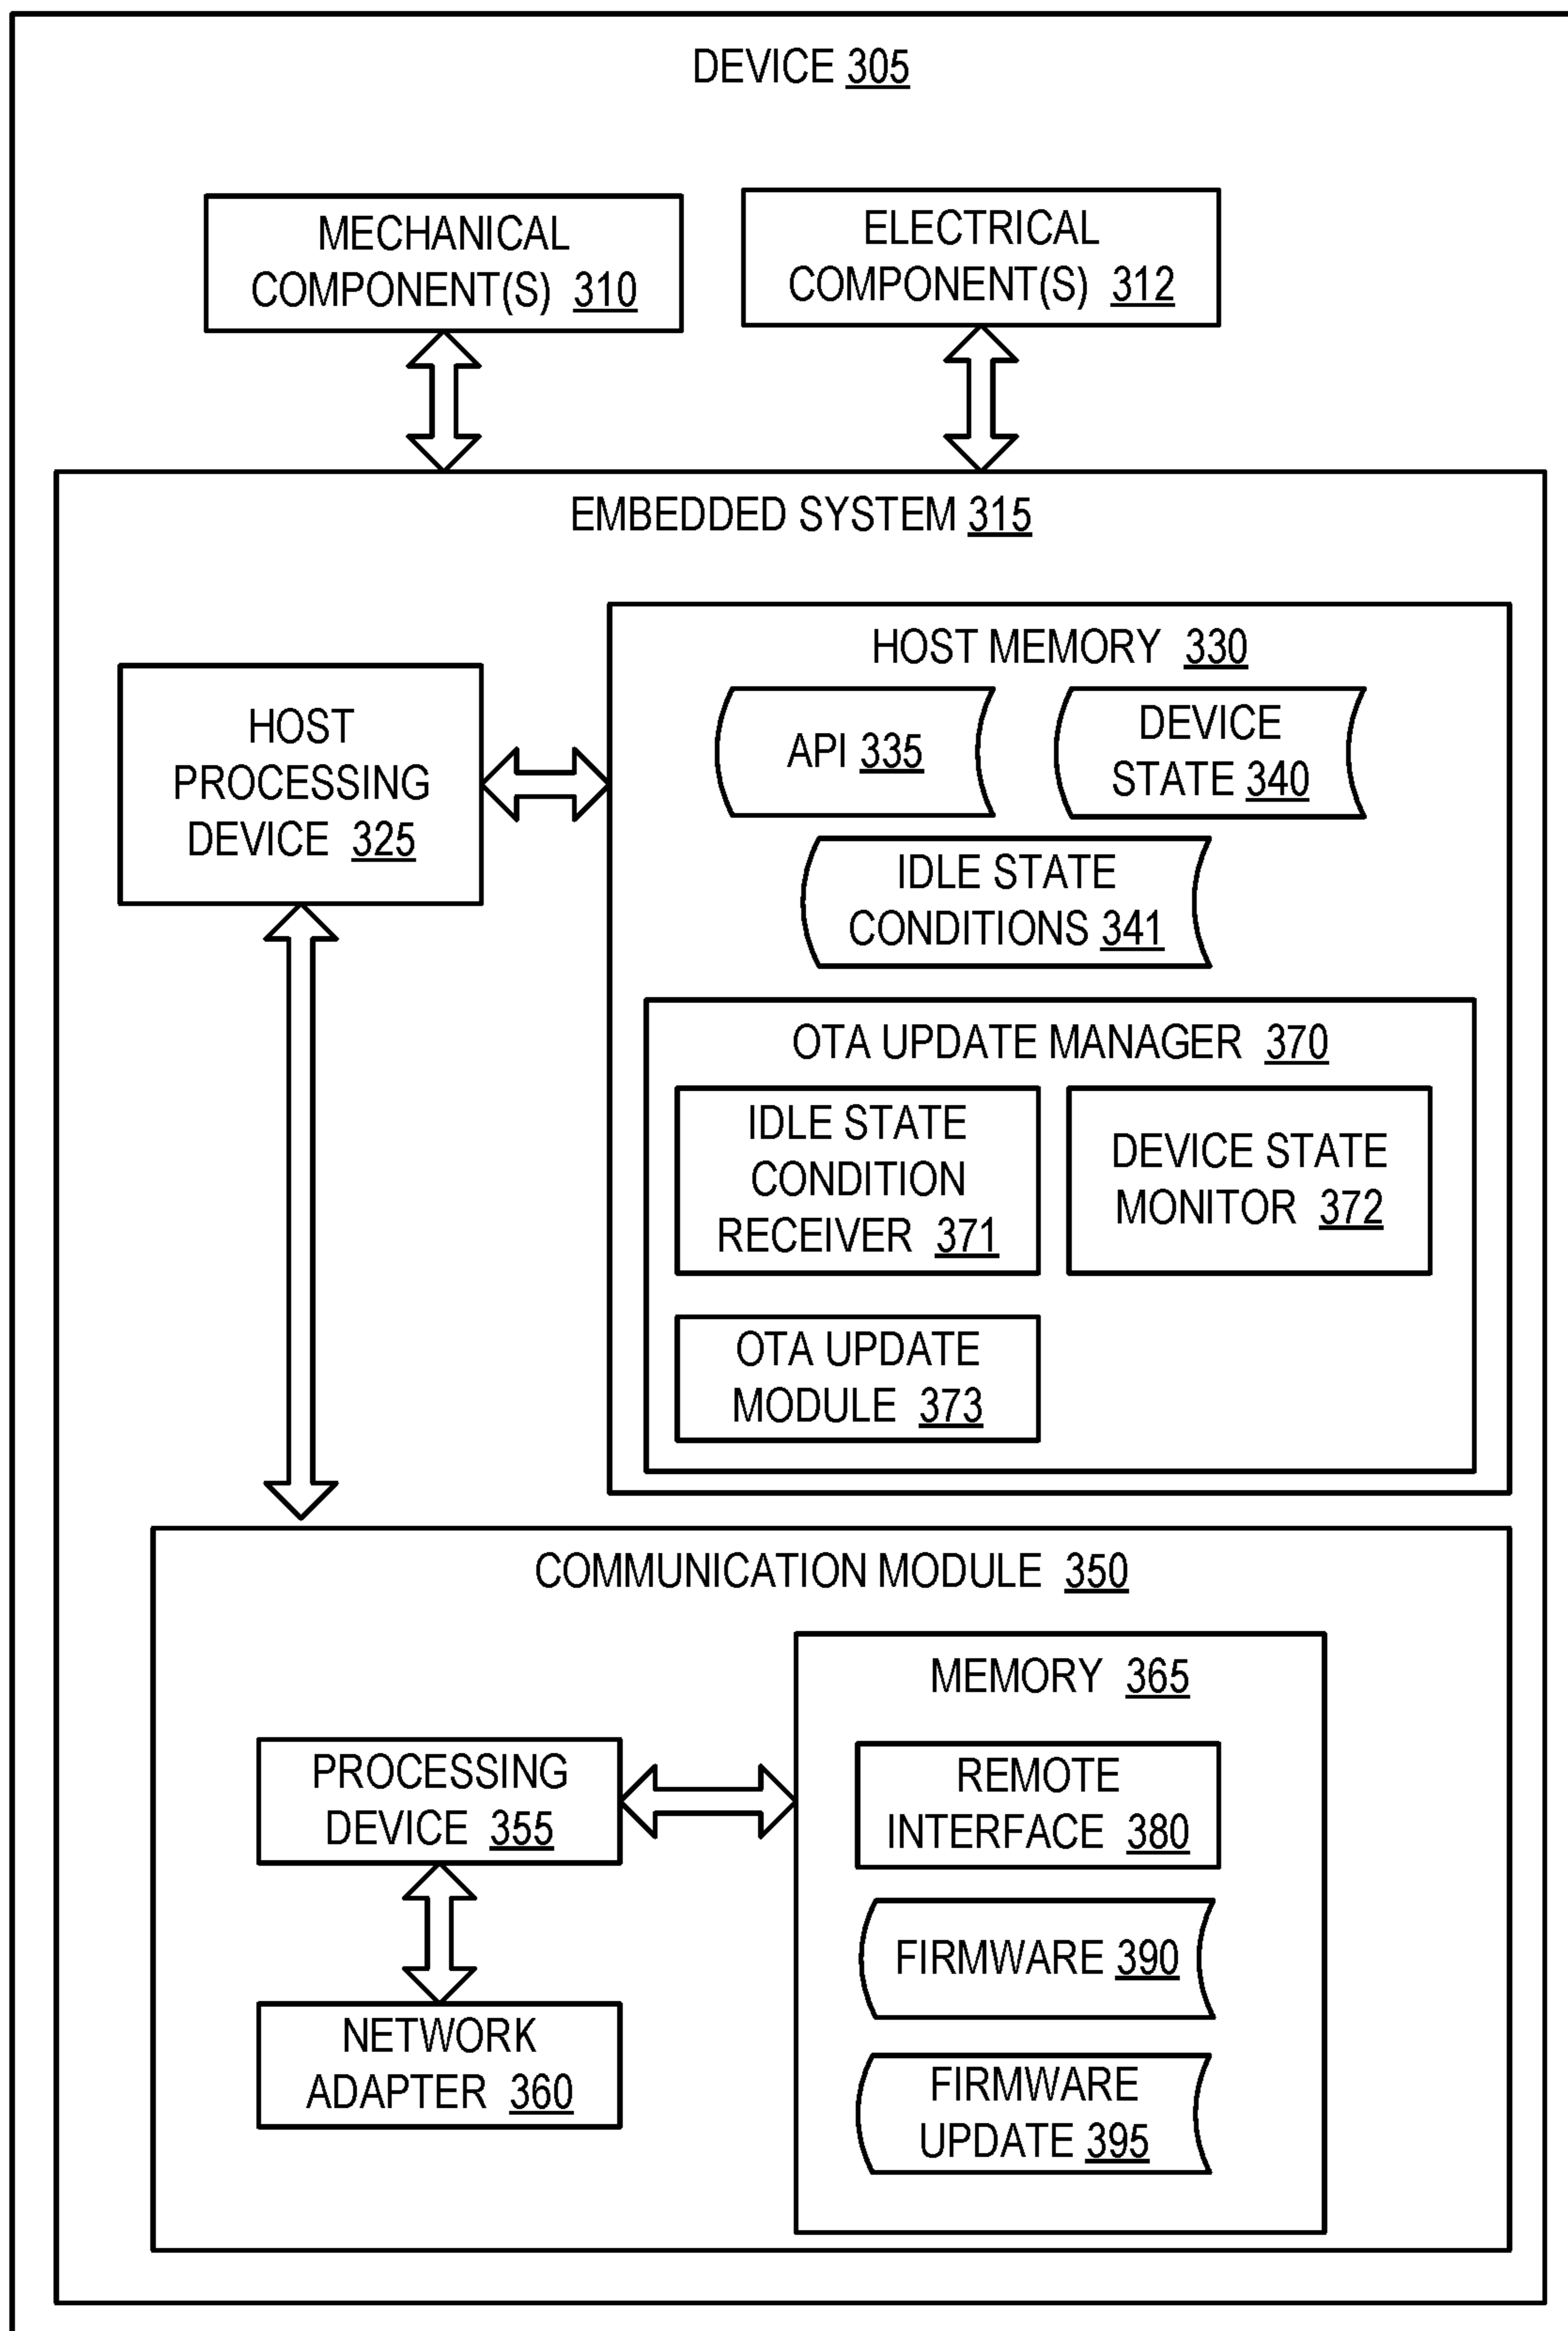 DEVICE 305
MECHANICAL
COMPONENT(S) 310
ELECTRICAL
COMPONENT(S) 312
EMBEDDED SYSTEM 315
HOST
PROCESSING
DEVICE 325
HOST MEMORY 330
API 335
DEVICE
STATE 340
IDLE STATE
CONDITIONS 341
OTA UPDATE MANAGER 370
IDLE STATE
CONDITION
RECEIVER 371
DEVICE STATE
MONITOR 372
OTA UPDATE
MODULE 373
COMMUNICATION MODULE 350
MEMORY 365
PROCESSING
DEVICE 355
REMOTE
INTERFACE 380
FIRMWARE 390
NETWORK
ADAPTER 360
FIRMWARE
UPDATE 395